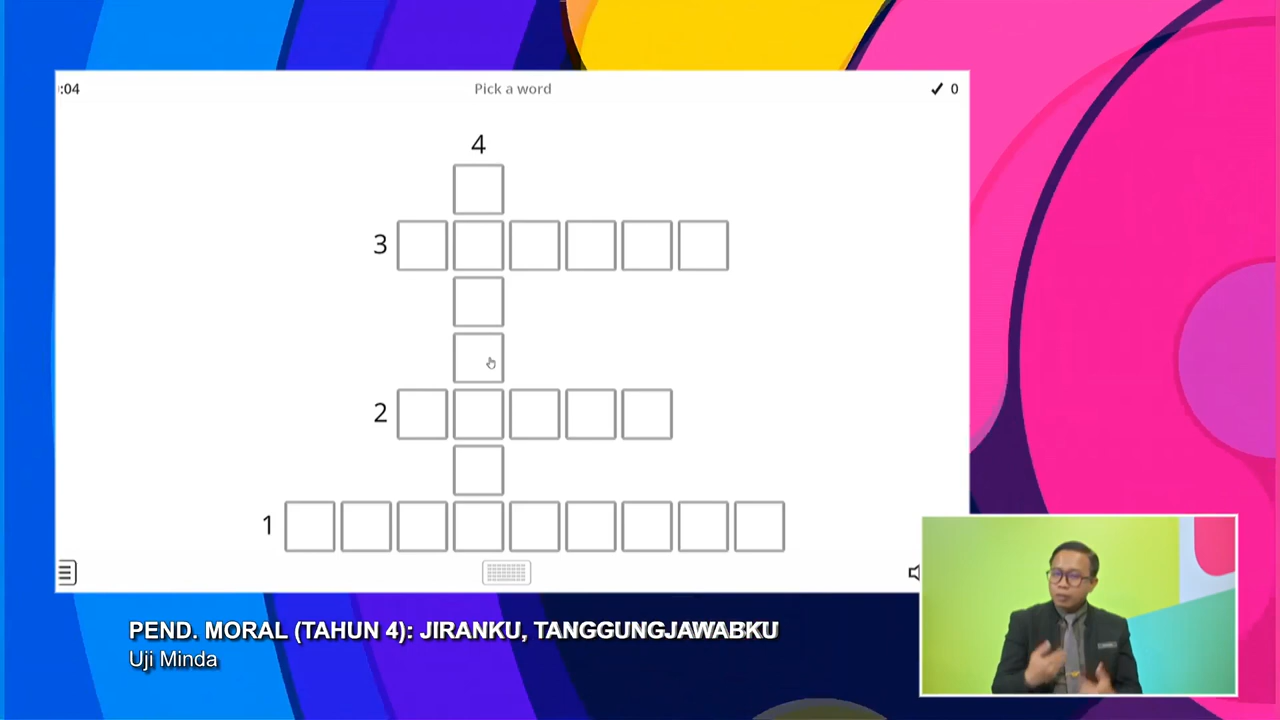 :04
Pick a word
✓ 0
4
3
2
1
PEND. MORAL (TAHUN 4): JIRANKU, TANGGUNGJAWABKU
Uji Minda